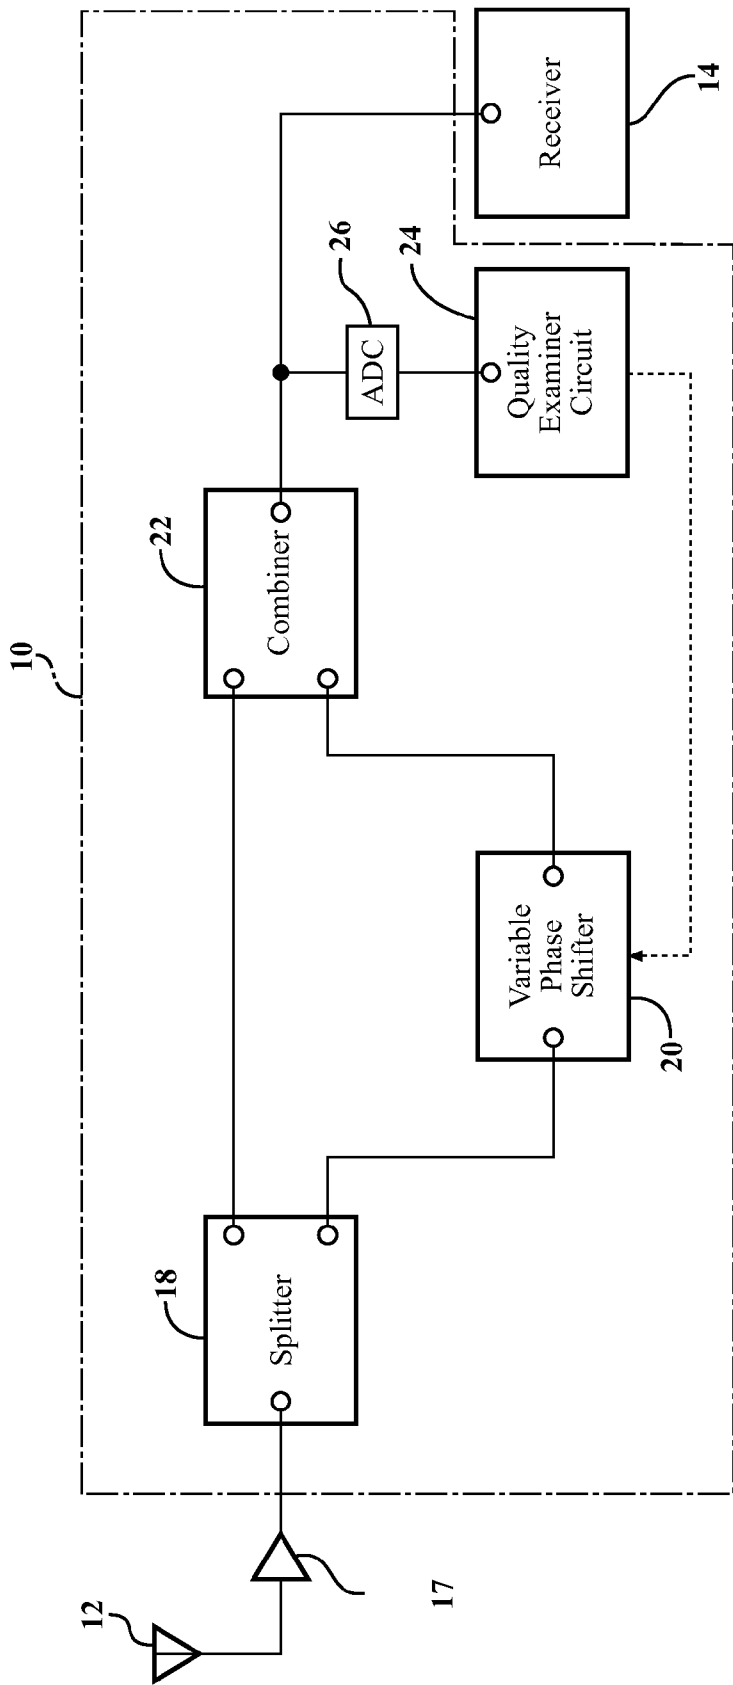 10
12
17
18
Splitter
20
Variable
Phase
Shifter
22
Combiner
26
ADC
24
Quality
Examiner
Circuit
14
Receiver